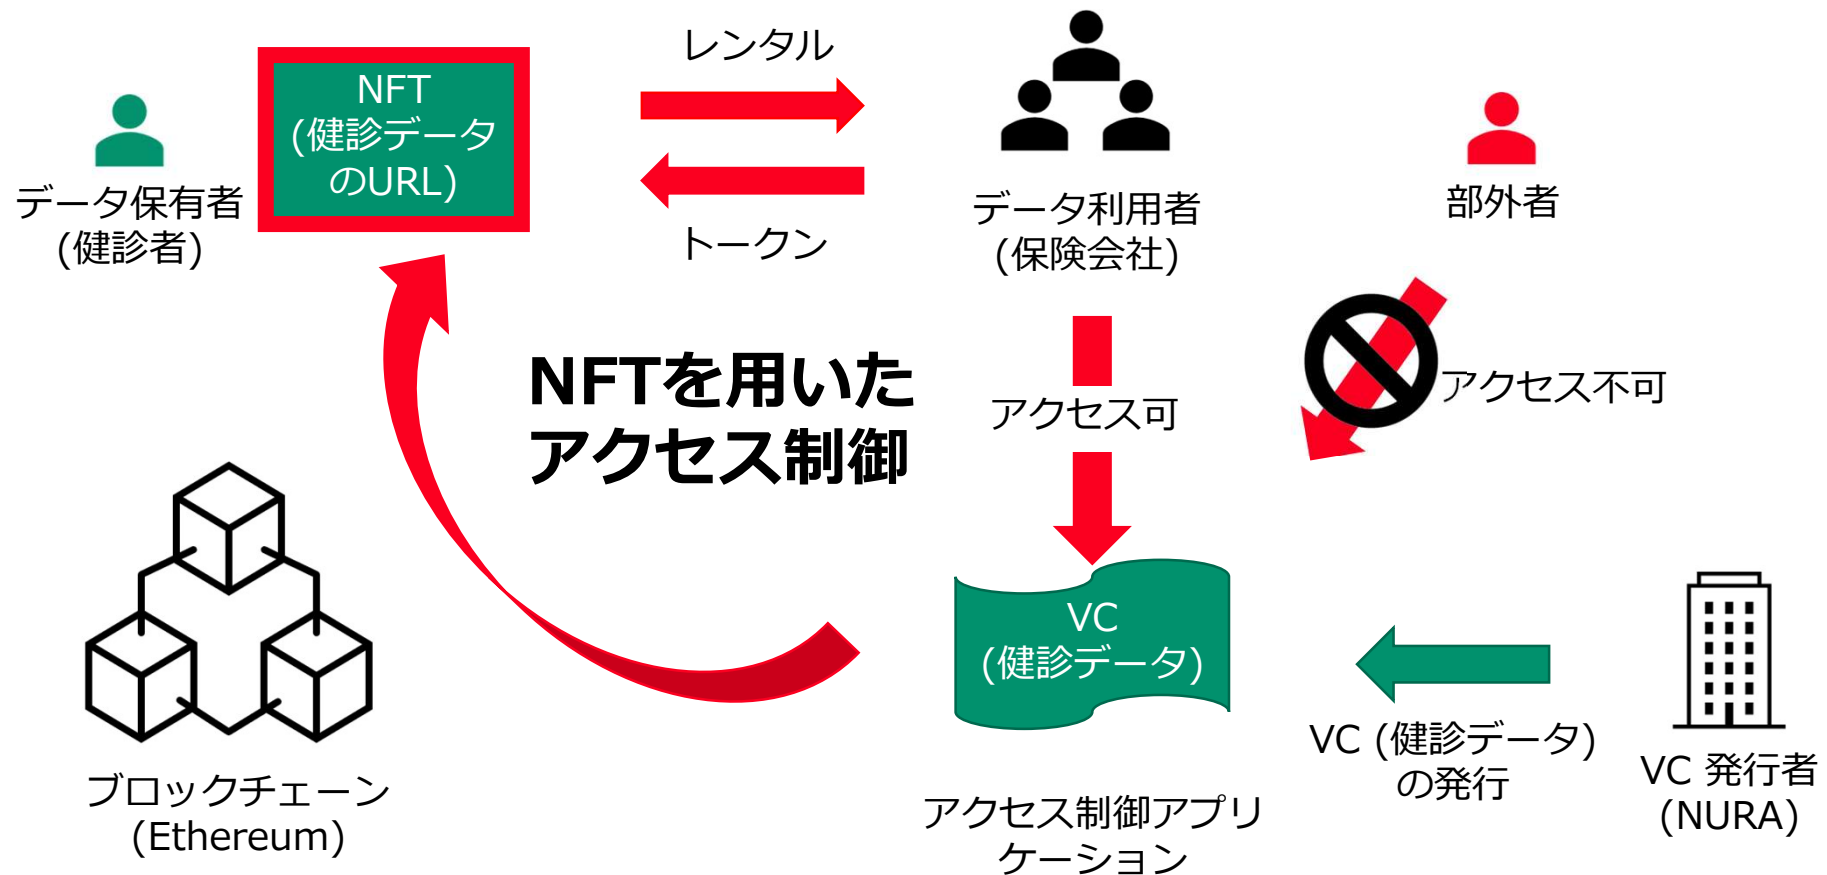 レンタル
NFT
(健診データ
のURL)
データ保有者
(健診者)
トークン
データ利用者
(保険会社)
部外者
NFTを用いた
アクセス制御
アクセス可
アクセス不可
VC
(健診データ)
VC (健診データ)
の発行
VC 発行者
(NURA)
ブロックチェーン
(Ethereum)
アクセス制御アプリ
ケーション